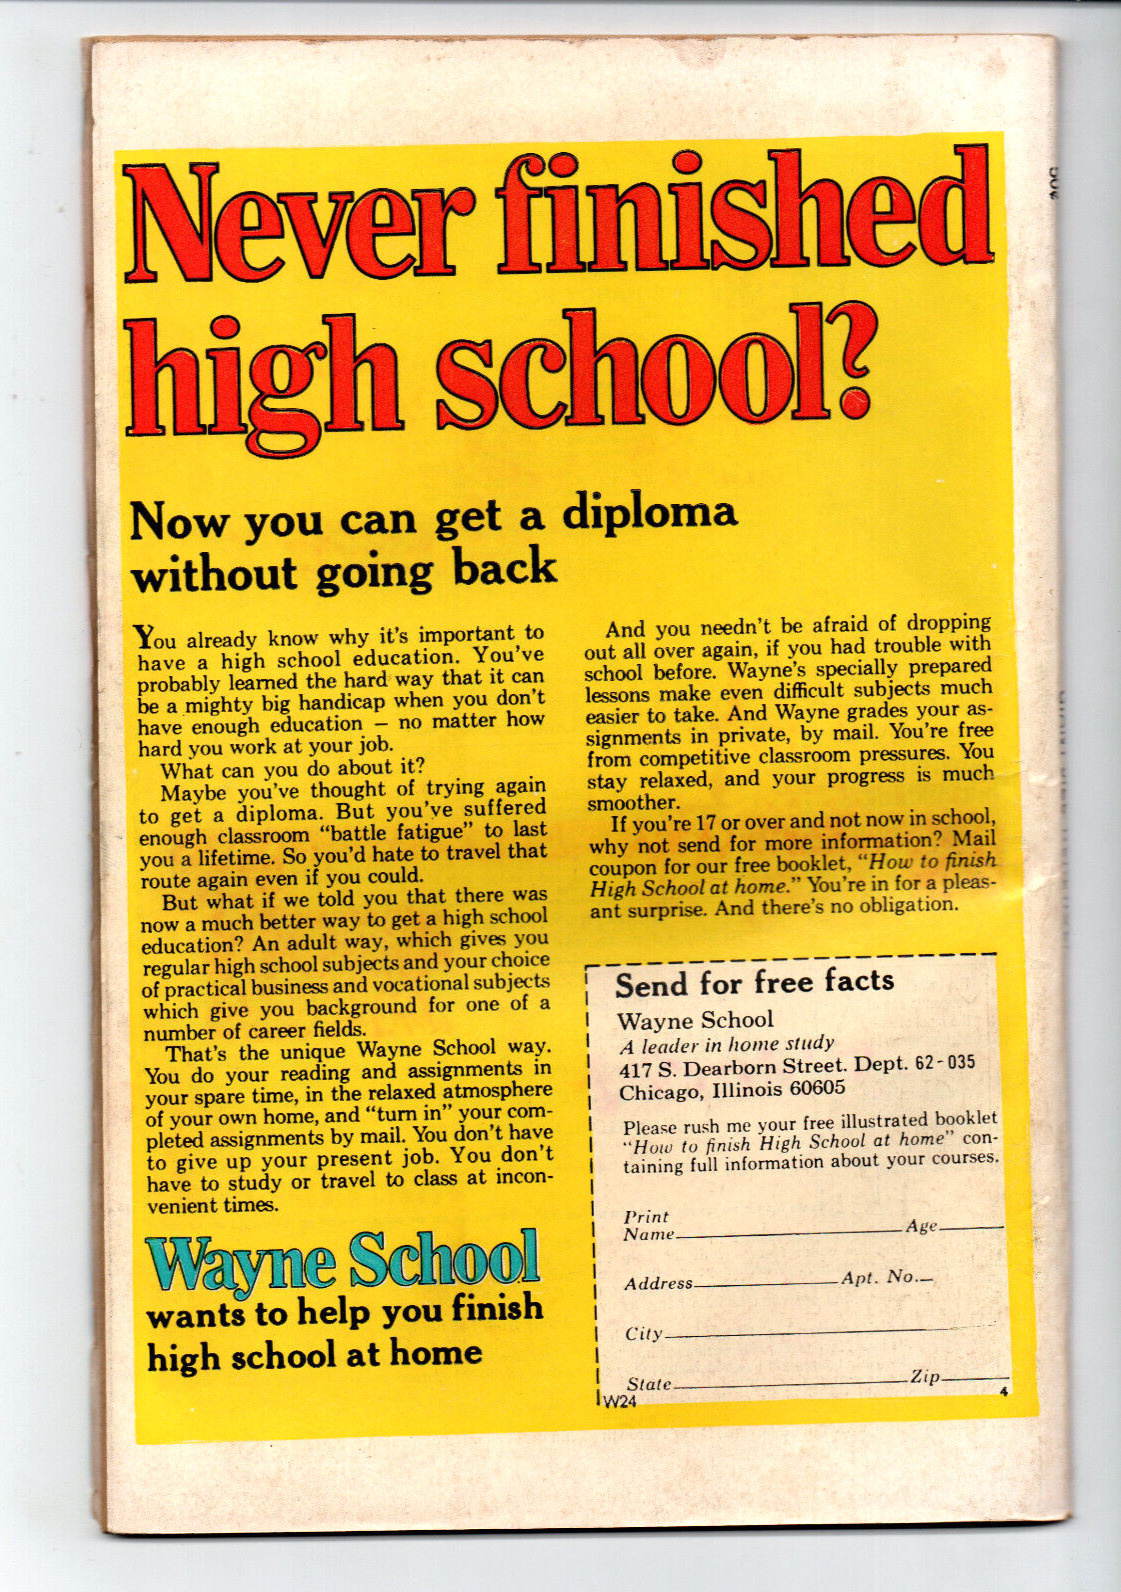 Never finished
high school?
Now you can get a diploma
without going back
You already know why it's important to
have a high school education. You've
probably learned the hard way that it can
be a mighty big handicap when you don't
have enough education — no matter how
hard you work at your job.
What can you do about it?
Maybe you've thought of trying again
to get a diploma. But you've suffered
enough classroom "battle fatigue" to last
you a lifetime. So you'd hate to travel that
route again even if you could.
But what if we told you that there was
now a much better way to get a high school
education? An adult way, which gives you
regular high school subjects and your choice
of practical business and vocational subjects
which give you background for one of a
number of career fields.
That's the unique Wayne School way.
You do your reading and assignments in
your spare time, in the relaxed atmosphere
of your own home, and "turn in" your com-
pleted assignments by mail. You don't have
to give up your present job. You don't
have to study or travel to class at incon-
venient times.
Wayne School
wants to help you finish
high school at home
And you needn't be afraid of dropping
out all over again, if you had trouble with
school before. Wayne's specially prepared
lessons make even difficult subjects much
easier to take. And Wayne grades your as-
signments in private, by mail. You're free
from competitive classroom pressures. You
stay relaxed, and your progress is much
smoother.
If you're 17 or over and not now in school,
why not send for more information? Mail
coupon for our free booklet, "How to finish
High School at home." You're in for a pleas-
ant surprise. And there's no obligation.
Send for free facts
Wayne School
A leader in home study
417 S. Dearborn Street. Dept. 62-035
Chicago, Illinois 60605
Please rush me your free illustrated booklet
"How to finish High School at home" con-
taining full information about your courses.
Print
Name Age
Address Apt. No.
City
State Zip
W24 4